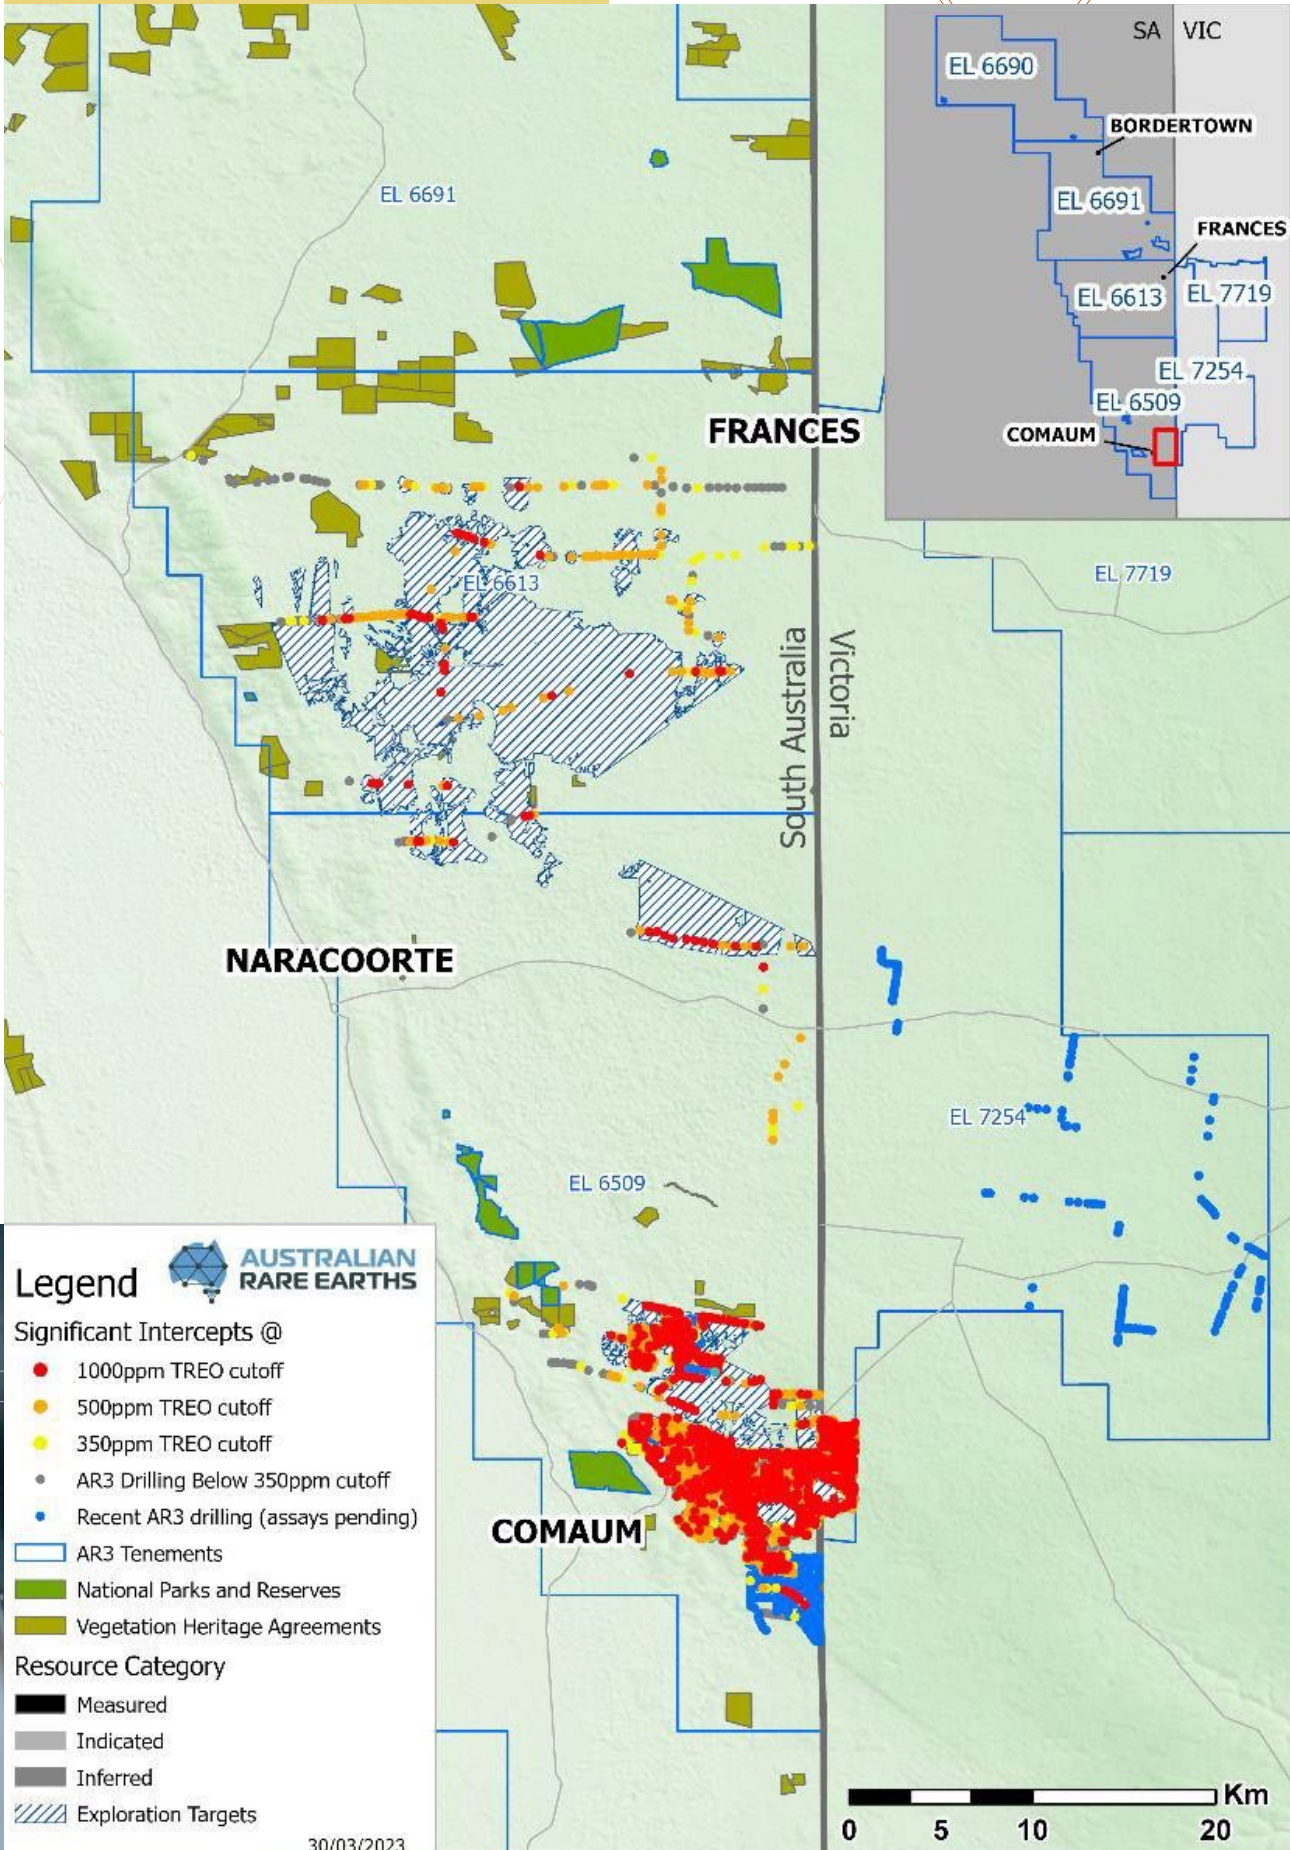 SA VIC
EL 6690
BORDERTOWN
EL 6691
FRANCES
EL 6613
EL 7719
EL 7254
EL 6509
COMAUM
EL 6691
FRANCES
EL 7719
EL 6613
South Australia
Victoria
NARACOORTE
EL 7254
EL 6509
COMAUM
Legend
AUSTRALIAN
RARE EARTHS
Significant Intercepts @
1000ppm TREO cutoff
500ppm TREO cutoff
350ppm TREO cutoff
AR3 Drilling Below 350ppm cutoff
Recent AR3 drilling (assays pending)
AR3 Tenements
National Parks and Reserves
Vegetation Heritage Agreements
Resource Category
Measured
Indicated
Inferred
Exploration Targets
30/03/2023
Km
0 5 10 20